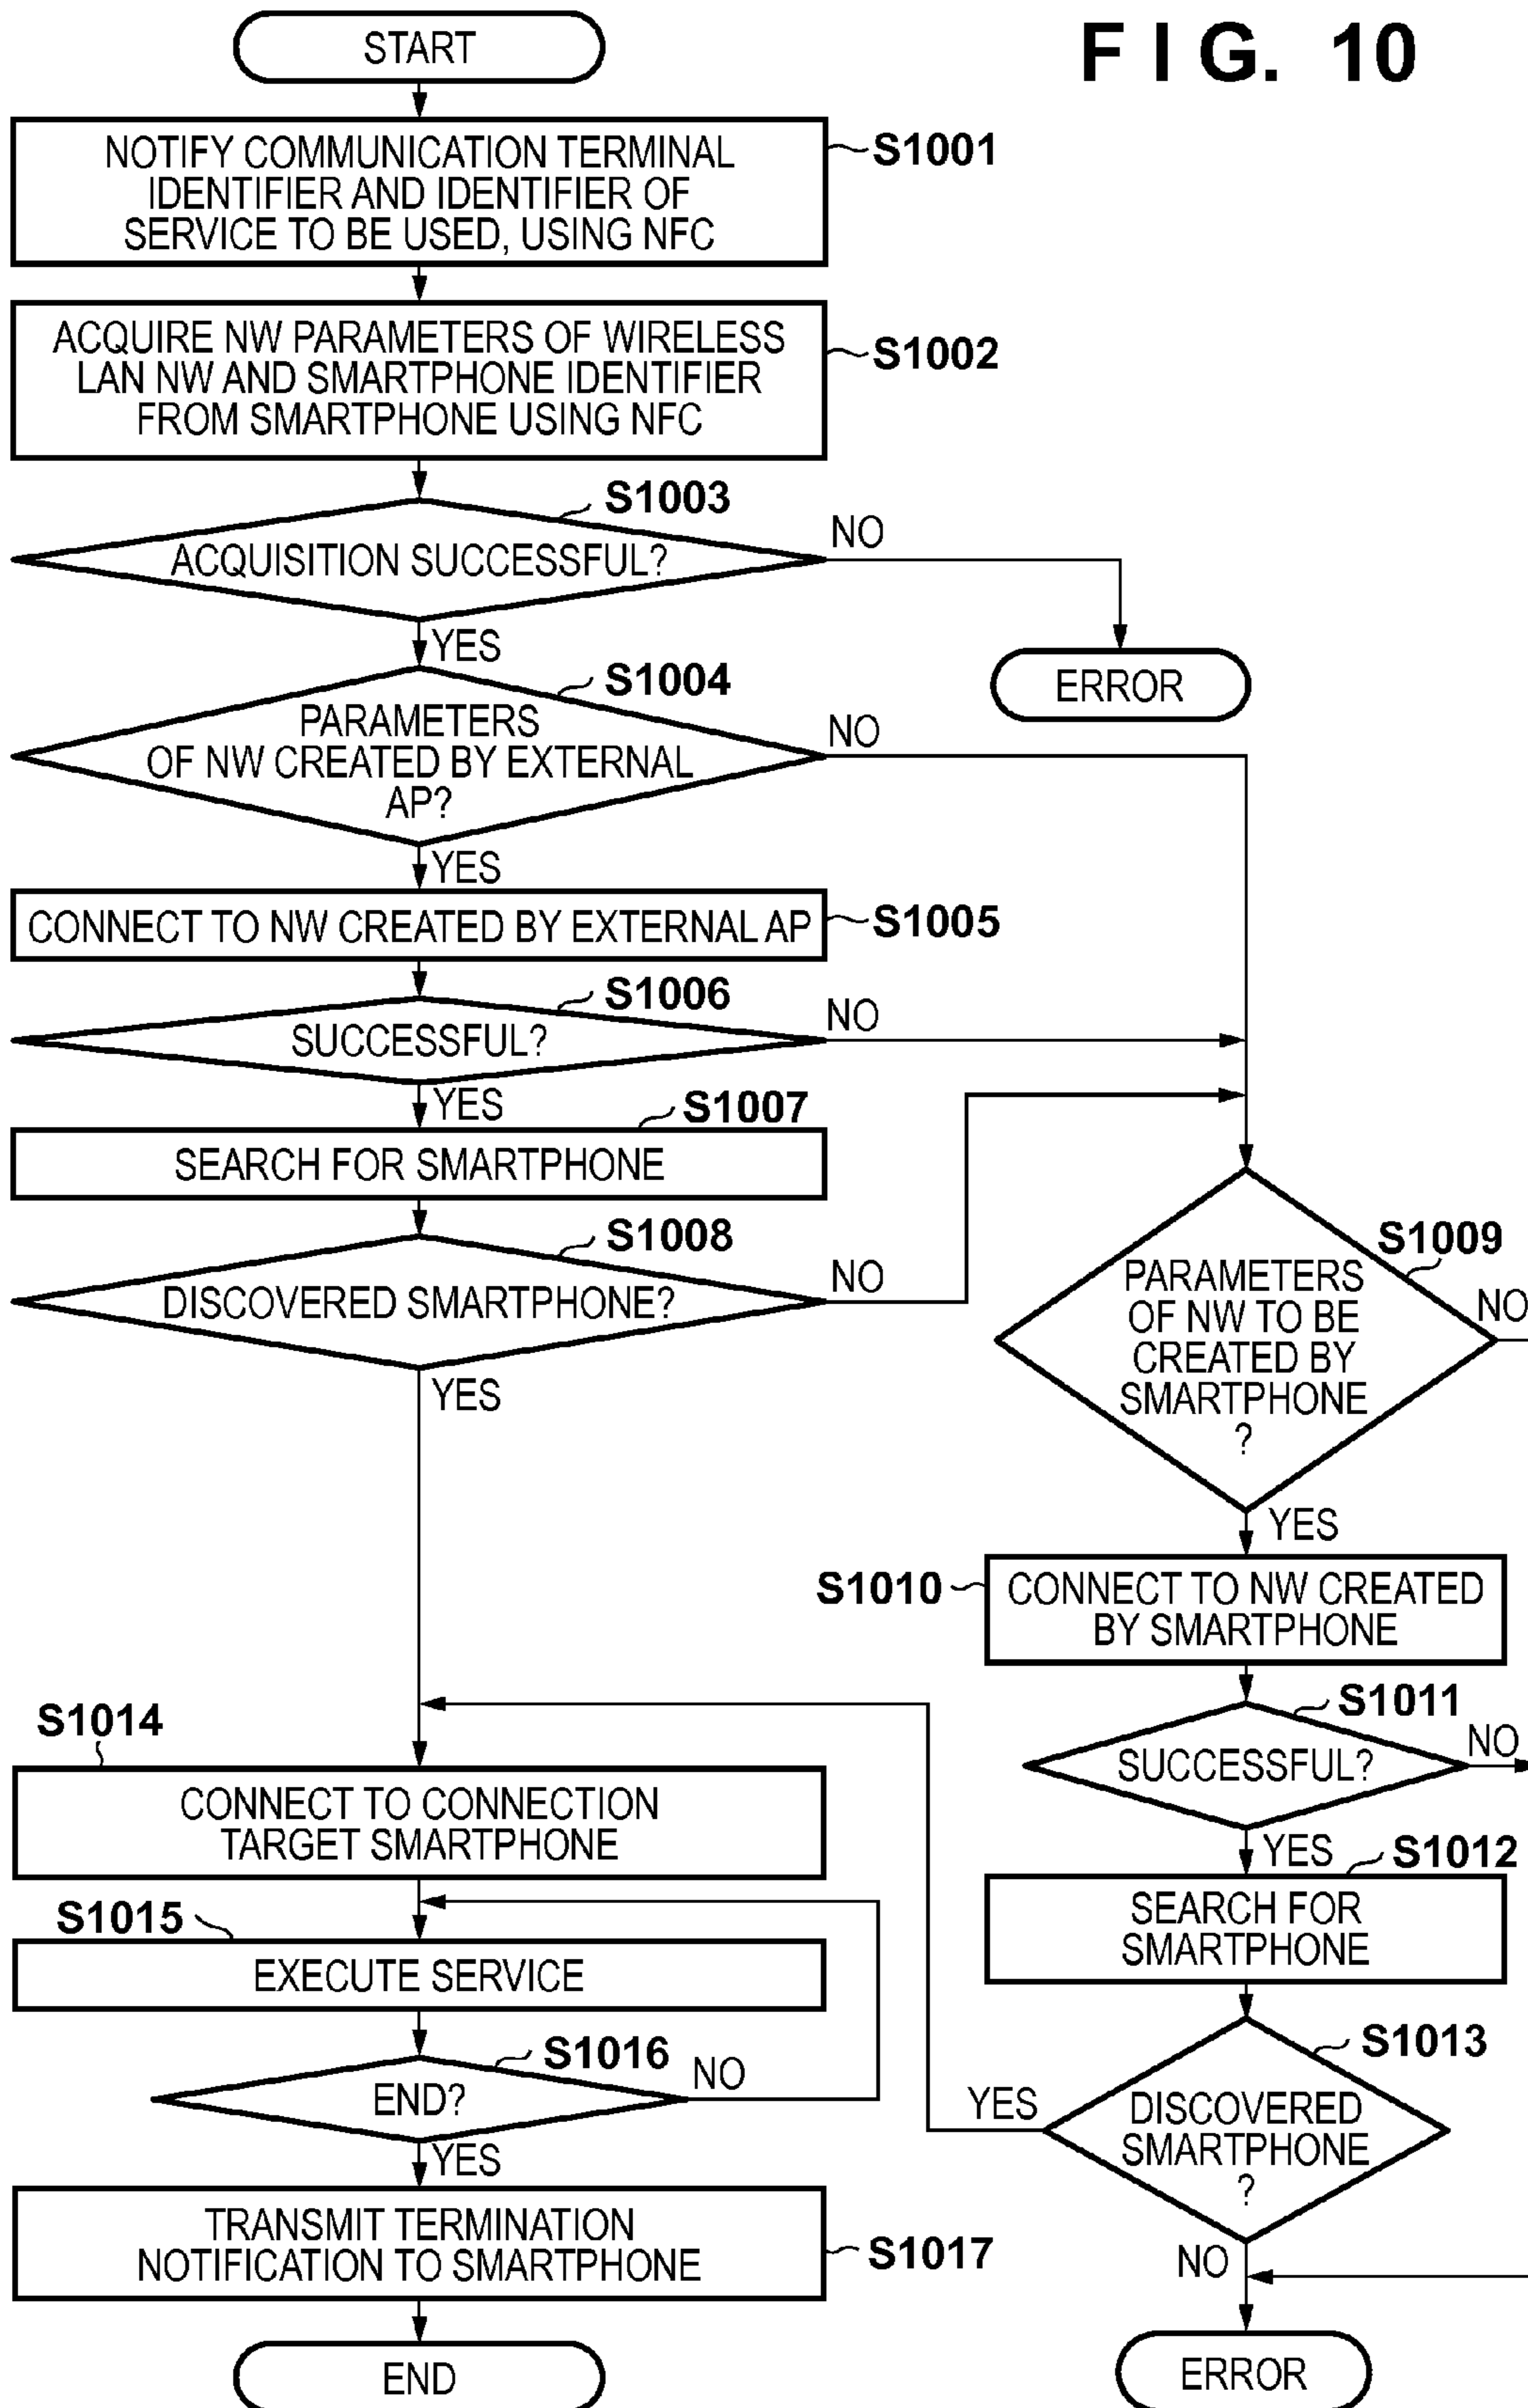 FIG. 10
START
NOTIFY COMMUNICATION TERMINAL
IDENTIFIER AND IDENTIFIER OF
SERVICE TO BE USED, USING NFC
S1001
ACQUIRE NW PARAMETERS OF WIRELESS
LAN NW AND SMARTPHONE IDENTIFIER
FROM SMARTPHONE USING NFC
S1002
S1003
ACQUISITION SUCCESSFUL?
NO
YES
ERROR
S1004
PARAMETERS
OF NW CREATED BY EXTERNAL
AP?
NO
YES
CONNECT TO NW CREATED BY EXTERNAL AP
S1005
S1006
SUCCESSFUL?
NO
YES
S1007
SEARCH FOR SMARTPHONE
S1008
DISCOVERED SMARTPHONE?
NO
YES
S1009
PARAMETERS
OF NW TO BE
CREATED BY
SMARTPHONE
?
NO
YES
S1010
CONNECT TO NW CREATED
BY SMARTPHONE
S1011
SUCCESSFUL?
NO
YES
S1012
SEARCH FOR
SMARTPHONE
S1013
DISCOVERED
SMARTPHONE
?
YES
NO
ERROR
S1014
CONNECT TO CONNECTION
TARGET SMARTPHONE
S1015
EXECUTE SERVICE
S1016
END?
NO
YES
TRANSMIT TERMINATION
NOTIFICATION TO SMARTPHONE
S1017
END